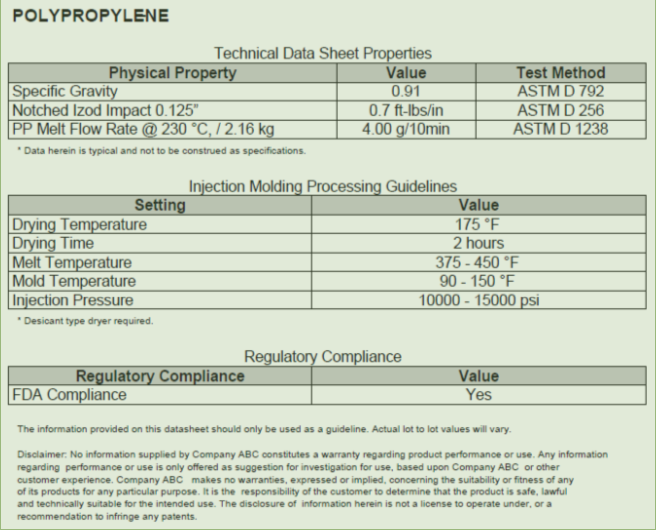 POLYPROPYLENE
Technical Data Sheet Properties
Physical Property Value Test Method
Specific Gravity 0.91 ASTM D 792
Notched Izod Impact 0.125" 0.7 ft-lbs/in ASTM D 256
PP Melt Flow Rate @ 230 °C, / 2.16 kg 4.00 g/10min ASTM D 1238
* Data herein is typical and not to be construed as specifications.
Injection Molding Processing Guidelines
Setting Value
Drying Temperature 175 °F
Drying Time 2 hours
Melt Temperature 375 - 450 °F
Mold Temperature 90 - 150 °F
Injection Pressure 10000 - 15000 psi
* Desicant type dryer required.
Regulatory Compliance
Regulatory Compliance Value
FDA Compliance Yes
The information provided on this datasheet should only be used as a guideline. Actual lot to lot values will vary.
Disclaimer: No information supplied by Company ABC constitutes a warranty regarding product performance or use. Any information
regarding performance or use is only offered as suggestion for investigation for use, based upon Company ABC or other
customer experience. Company ABC makes no warranties, expressed or implied, concerning the suitability or fitness of any
of its products for any particular purpose. It is the responsibility of the customer to determine that the product is safe, lawful
and technically suitable for the intended use. The disclosure of information herein is not a license to operate under, or a
recommendation to infringe any patents.